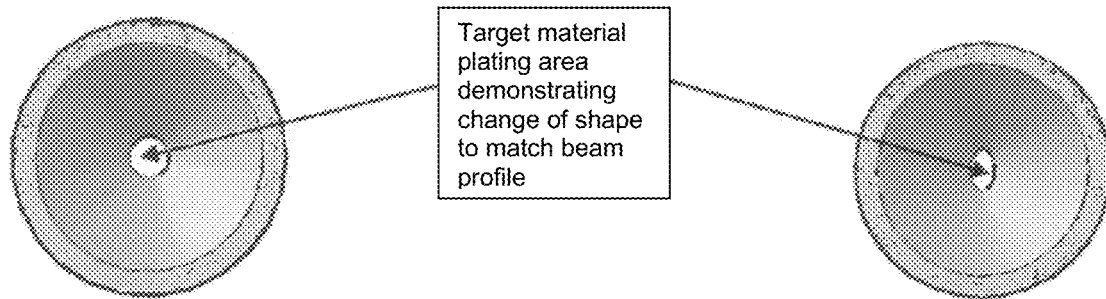 Target material
plating area
demonstrating
change of shape
to match beam
profile